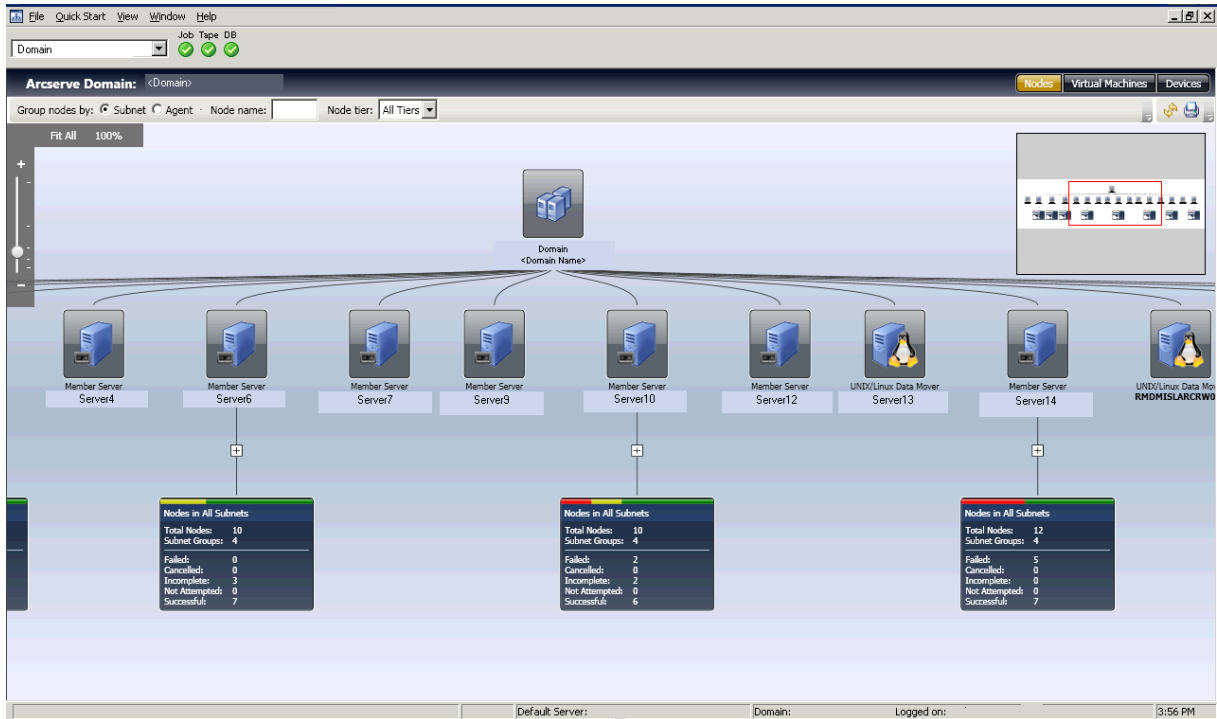 File Quick Start View Window Help
Job Tape DB
Domain
Arcserve Domain: <Domain> Nodes Virtual Machines Devices
Group nodes by: Subnet Agent Node name: Node tier: All Tiers
Fit All 100%
+
Domain
<Domain Name>
−
Member Server Member Server Member Server Member Server Member Server Member Server UNIX/Linux Data Mover Member Server UNIX/Linux Data Mov
Server4 Server6 Server7 Server9 Server10 Server12 Server13 Server14 RMDMISLARCRW0
Nodes in All Subnets Nodes in All Subnets Nodes in All Subnets
Total Nodes: 10 Total Nodes: 10 Total Nodes: 12
Subnet Groups: 4 Subnet Groups: 4 Subnet Groups: 4
Failed: 0 Failed: 2 Failed: 5
Cancelled: 0 Cancelled: 0 Cancelled: 0
Incomplete: 3 Incomplete: 2 Incomplete: 0
Not Attempted: 0 Not Attempted: 0 Not Attempted: 0
Successful: 7 Successful: 6 Successful: 7
Default Server: Domain: Logged on: 3:56 PM